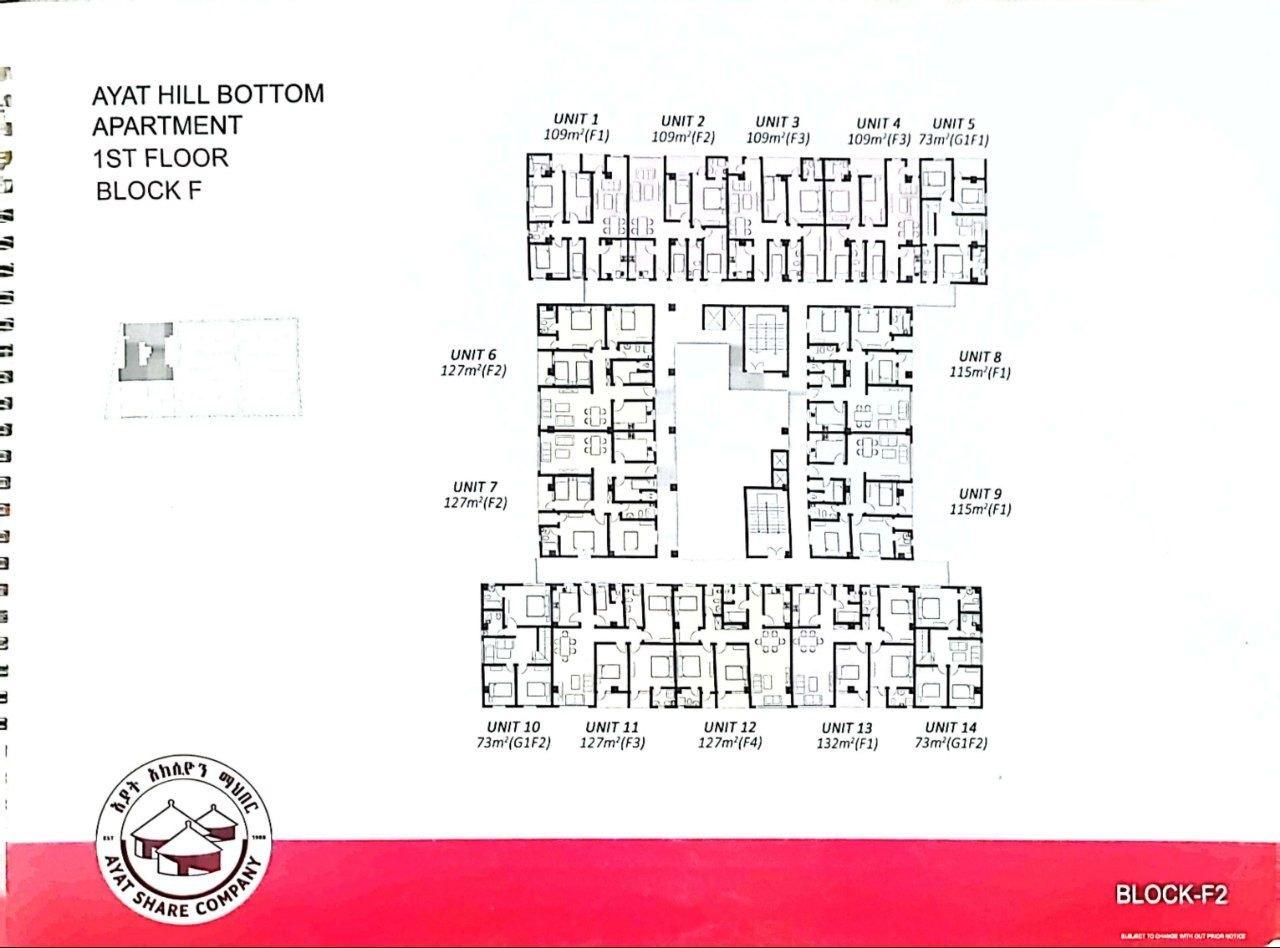 AYAT HILL BOTTOM
APARTMENT
1ST FLOOR
BLOCK F
UNIT 1
109m²(F1)
UNIT 2
109m²(F2)
UNIT 3
109m²(F3)
UNIT 4
109m²(F3)
UNIT 5
73m²(G1F1)
UNIT 6
127m²(F2)
UNIT 8
115m²(F1)
UNIT 7
127m²(F2)
UNIT 9
115m²(F1)
UNIT 10
73m²(G1F2)
UNIT 11
127m²(F3)
UNIT 12
127m²(F4)
UNIT 13
132m²(F1)
UNIT 14
73m²(G1F2)
አያት አክሲዮን ማህበር
EST
1988
AYAT SHARE COMPANY
BLOCK-F2
SUBJECT TO CHANGE WITH OUT PRIOR NOTICE